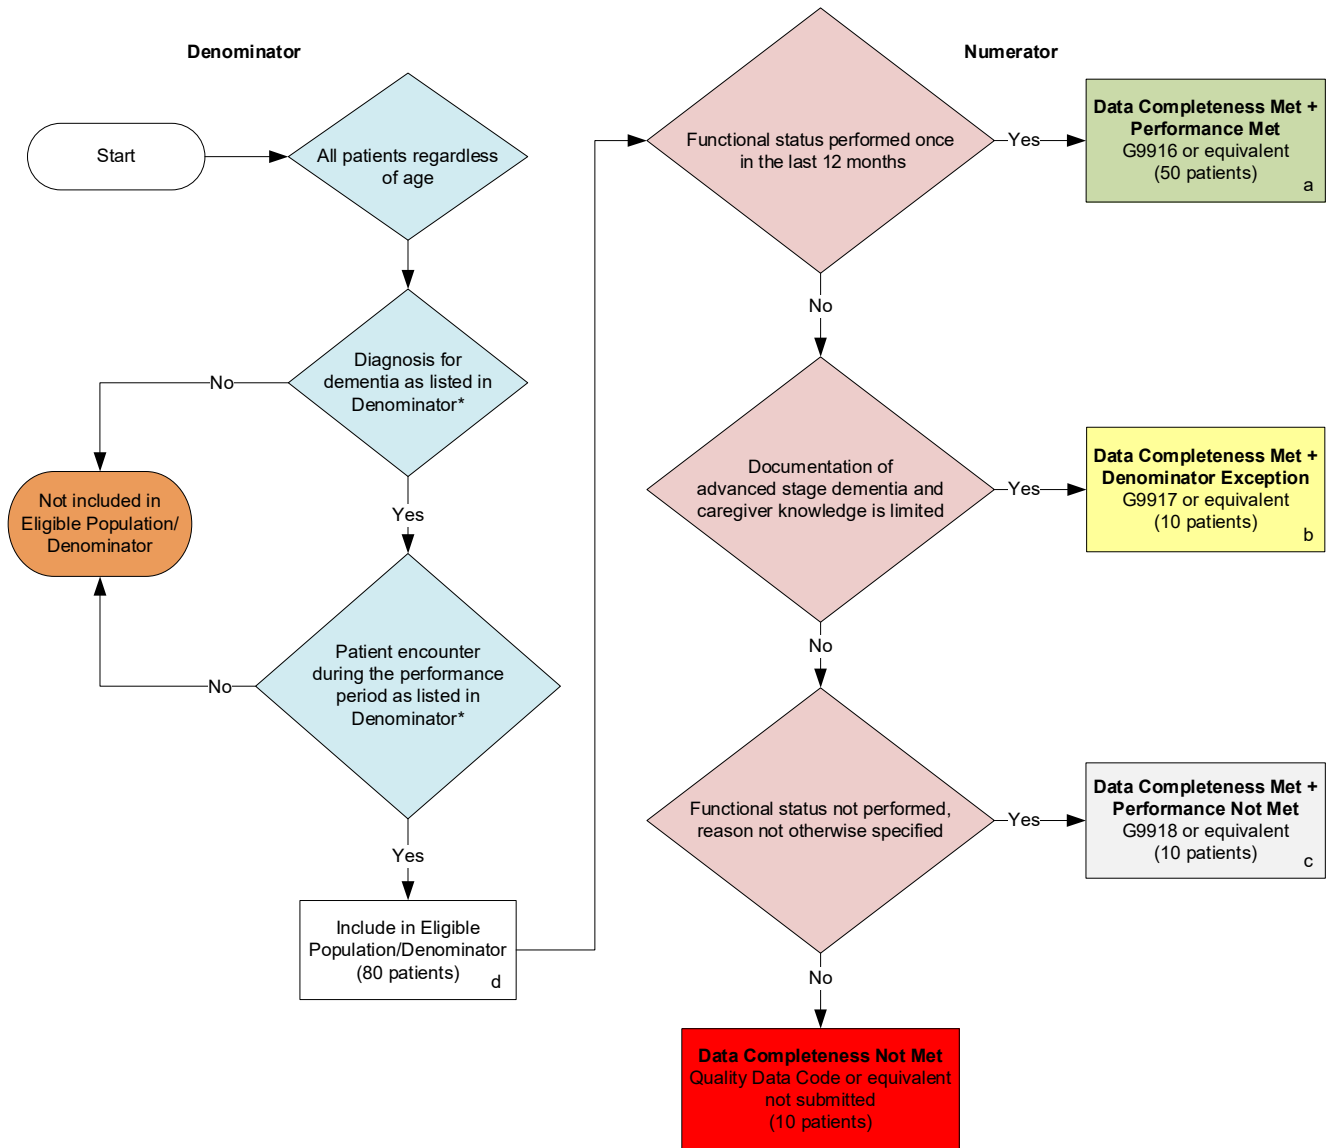 Denominator
Start
All patients regardless
of age
Diagnosis for
dementia as listed in
Denominator*
No
Not included in
Eligible Population/
Denominator
Yes
Patient encounter
during the performance
period as listed in
Denominator*
No
Yes
Include in Eligible
Population/Denominator
(80 patients)
d
Numerator
Functional status performed once
in the last 12 months
Yes
Data Completeness Met +
Performance Met
G9916 or equivalent
(50 patients)
a
No
Documentation of
advanced stage dementia and
caregiver knowledge is limited
Yes
Data Completeness Met +
Denominator Exception
G9917 or equivalent
(10 patients)
b
No
Functional status not performed,
reason not otherwise specified
Yes
Data Completeness Met +
Performance Not Met
G9918 or equivalent
(10 patients)
c
No
Data Completeness Not Met
Quality Data Code or equivalent
not submitted
(10 patients)